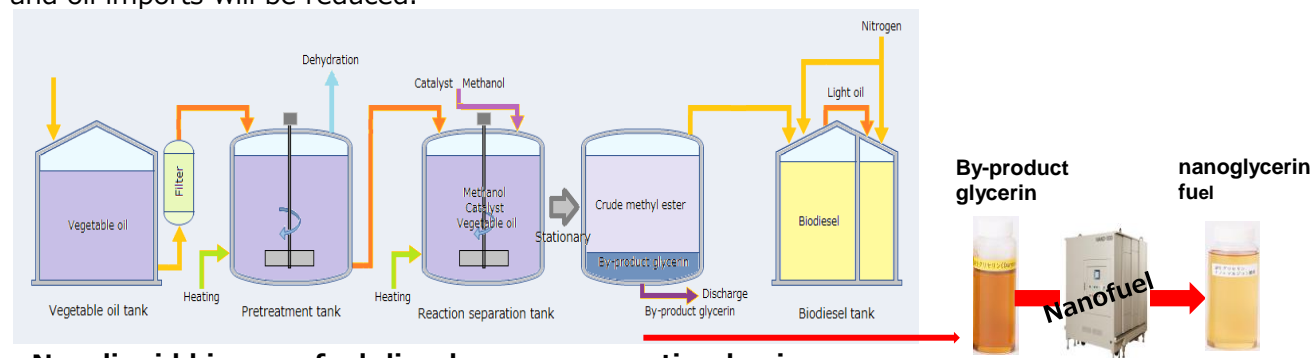 and oil imports will be reduced.
Nitrogen
Dehydration
Catalyst Methanol
Light oil
Filter
Vegetable oil
Methanol
Catalyst
Vegetable oil
Stationary
Crude methyl ester
Biodiesel
By-product glycerin
Heating
Heating
Discharge
By-product glycerin
Vegetable oil tank
Pretreatment tank
Reaction separation tank
Biodiesel tank
By-product
glycerin
nanoglycerin
fuel
Nanofuel